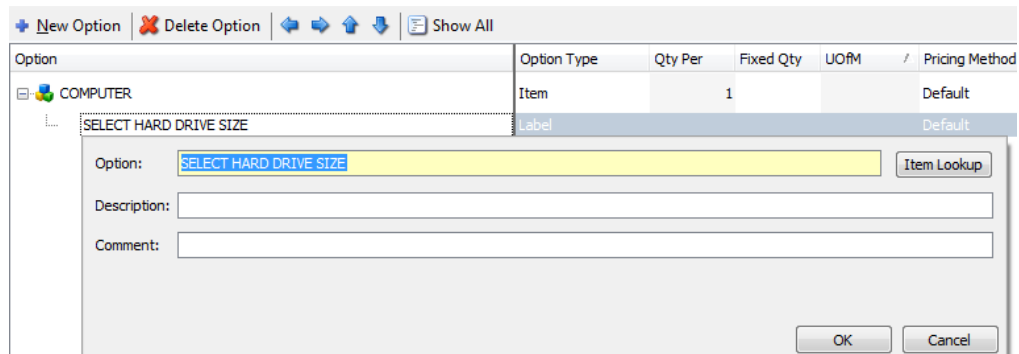 New Option Delete Option Show All
Option Option Type Qty Per Fixed Qty UOfM / Pricing Method
COMPUTER Item 1 Default
SELECT HARD DRIVE SIZE Label Default
Option: SELECT HARD DRIVE SIZE Item Lookup
Description:
Comment:
OK Cancel